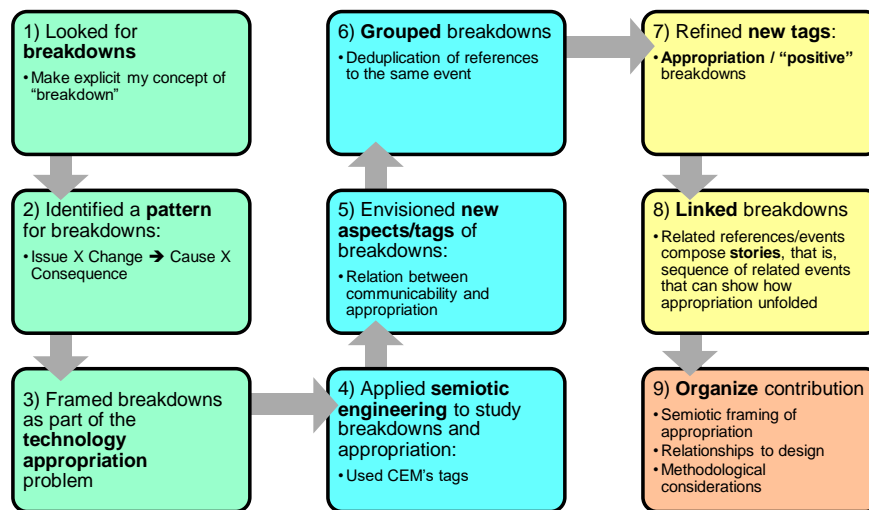 1) Looked for
breakdowns
• Make explicit my concept of
"breakdown"
2) Identified a pattern
for breakdowns:
• Issue X Change ➔ Cause X
Consequence
3) Framed breakdowns
as part of the
technology
appropriation
problem
4) Applied semiotic
engineering to study
breakdowns and
appropriation:
• Used CEM's tags
5) Envisioned new
aspects/tags of
breakdowns:
• Relation between
communicability and
appropriation
6) Grouped breakdowns
• Deduplication of references
to the same event
7) Refined new tags:
• Appropriation / "positive"
breakdowns
8) Linked breakdowns
• Related references/events
compose stories, that is,
sequence of related events
that can show how
appropriation unfolded
9) Organize contribution
• Semiotic framing of
appropriation
• Relationships to design
• Methodological
considerations